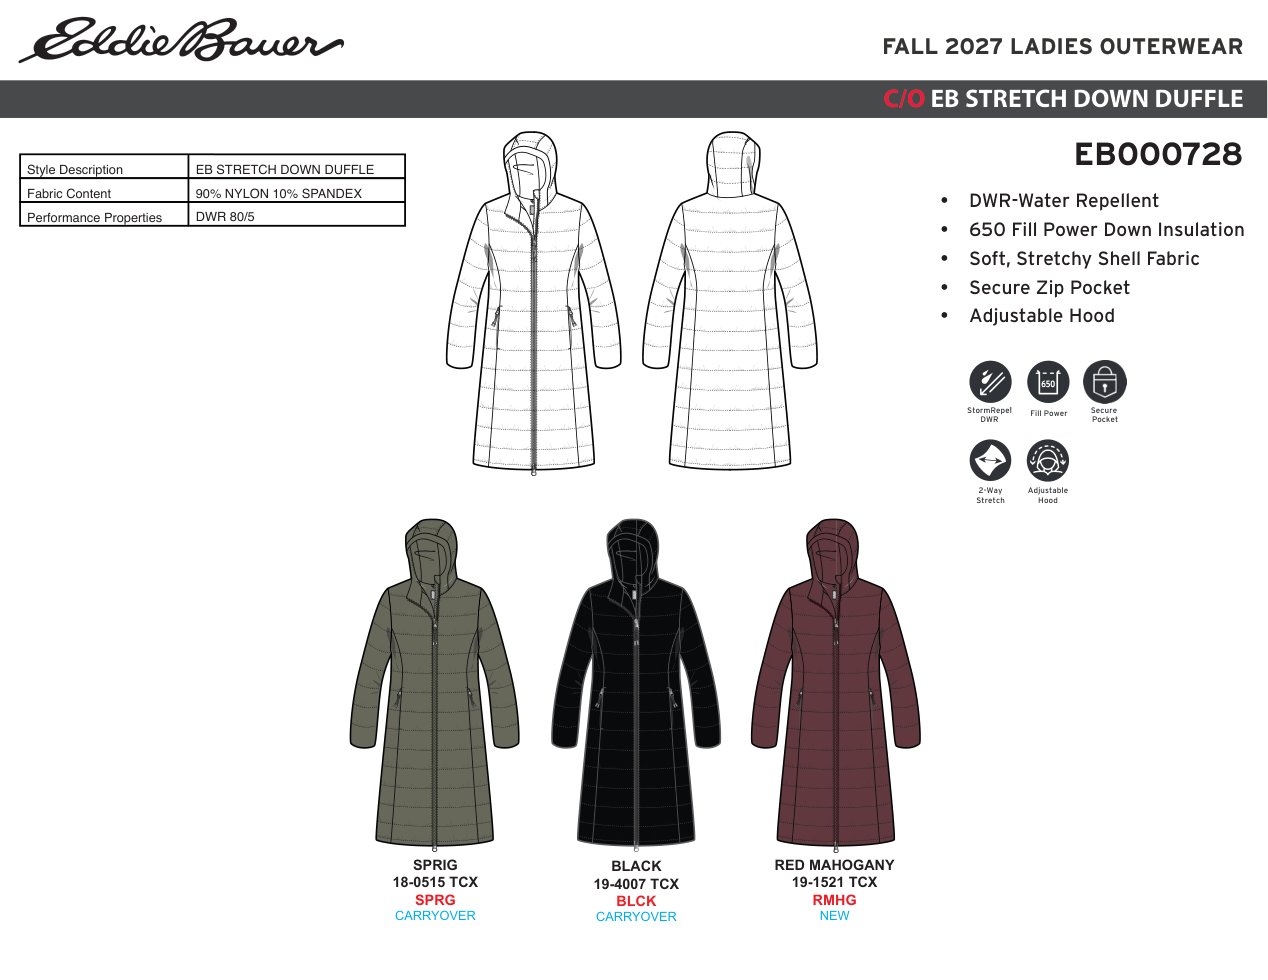 Eddie Bauer
FALL 2027 LADIES OUTERWEAR
C/O EB STRETCH DOWN DUFFLE
EB000728
Style Description EB STRETCH DOWN DUFFLE
Fabric Content 90% NYLON 10% SPANDEX
Performance Properties DWR 80/5
• DWR-Water Repellent
• 650 Fill Power Down Insulation
• Soft, Stretchy Shell Fabric
• Secure Zip Pocket
• Adjustable Hood
650
StormRepel
DWR
Fill Power
Secure
Pocket
2-Way
Stretch
Adjustable
Hood
SPRIG
18-0515 TCX
SPRG
CARRYOVER
BLACK
19-4007 TCX
BLCK
CARRYOVER
RED MAHOGANY
19-1521 TCX
RMHG
NEW